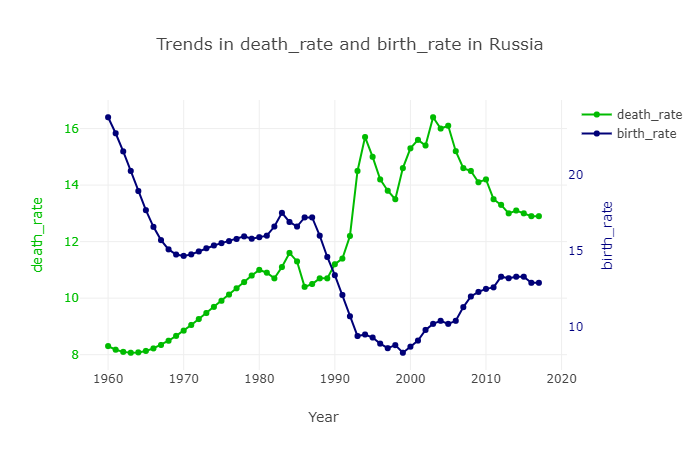 Trends in death_rate and birth_rate in Russia
death_rate
birth_rate
16
14
12
10
8
20
15
10
death_rate
birth_rate
1960
1970
1980
1990
2000
2010
2020
Year